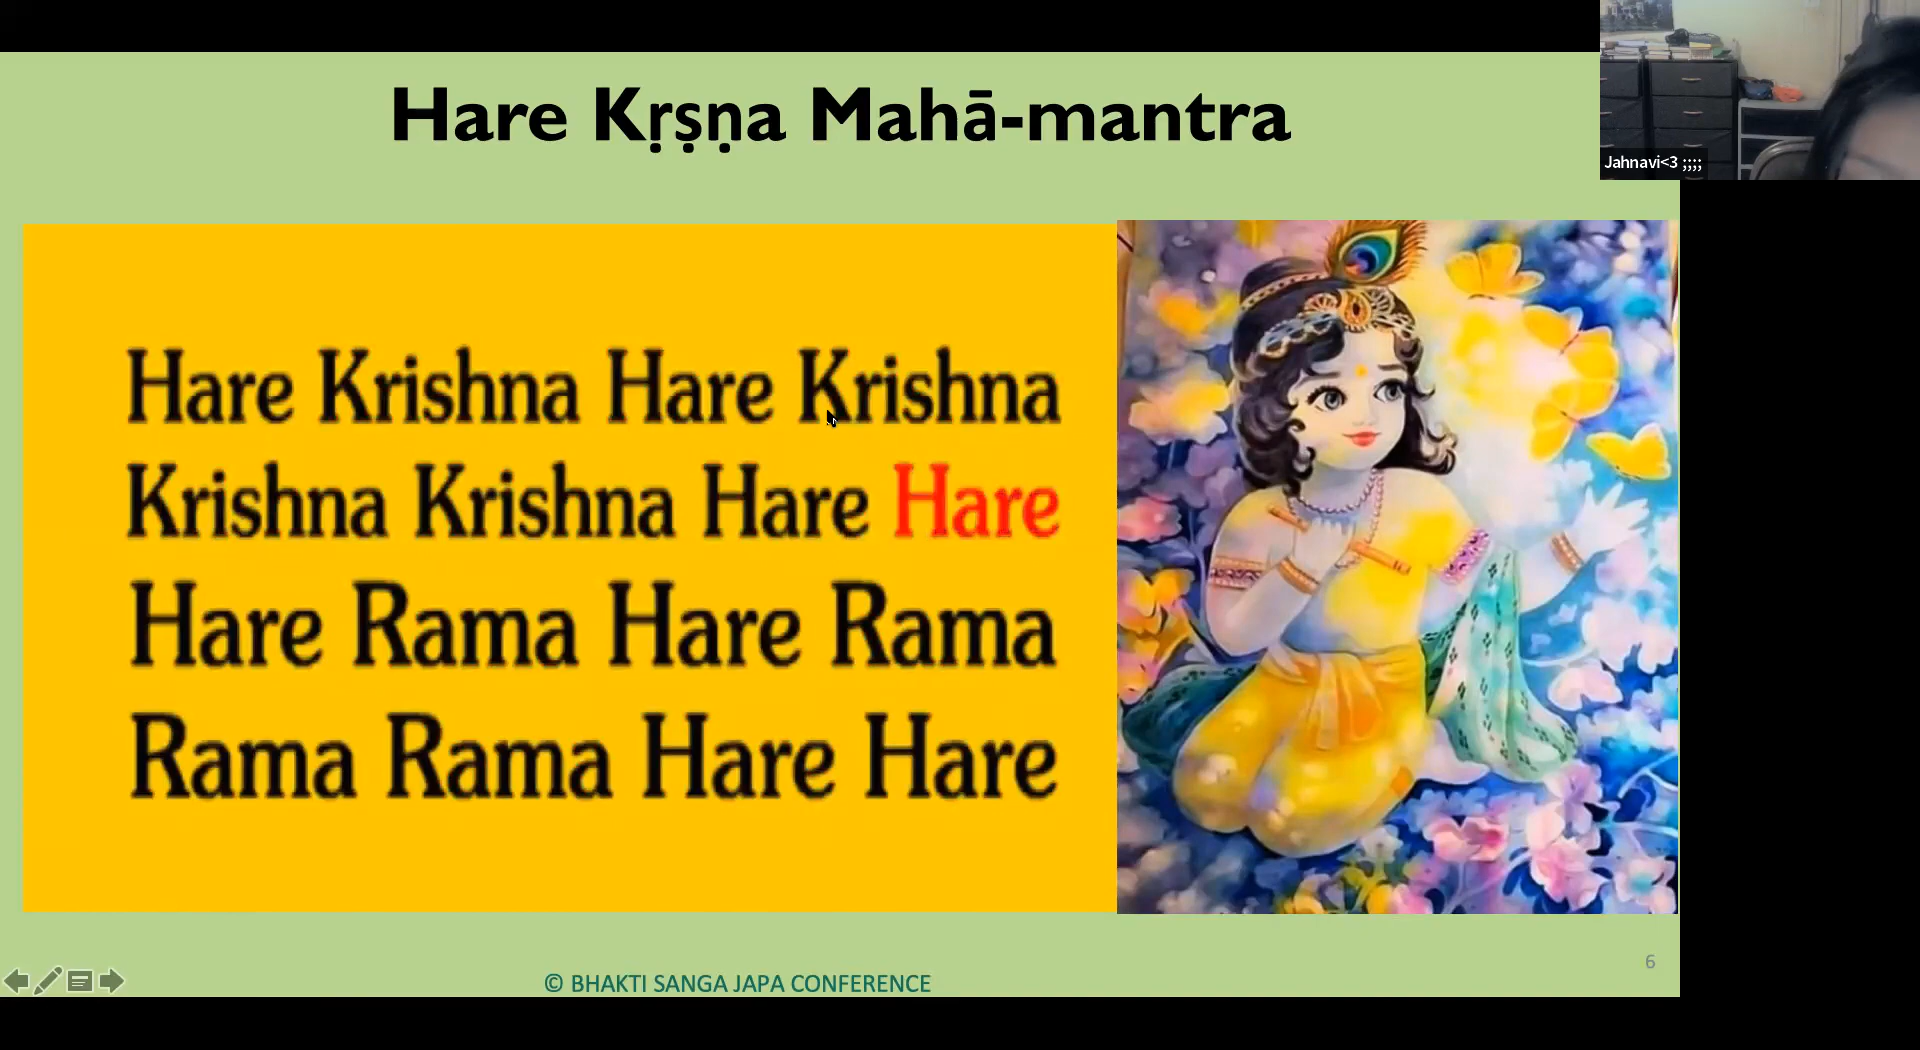 Hare Kṛṣṇa Mahā-mantra
Jahnavi<3 ;;;;
Hare Krishna Hare Krishna
Krishna Krishna Hare Hare
Hare Rama Hare Rama
Rama Rama Hare Hare
6
© BHAKTI SANGA JAPA CONFERENCE